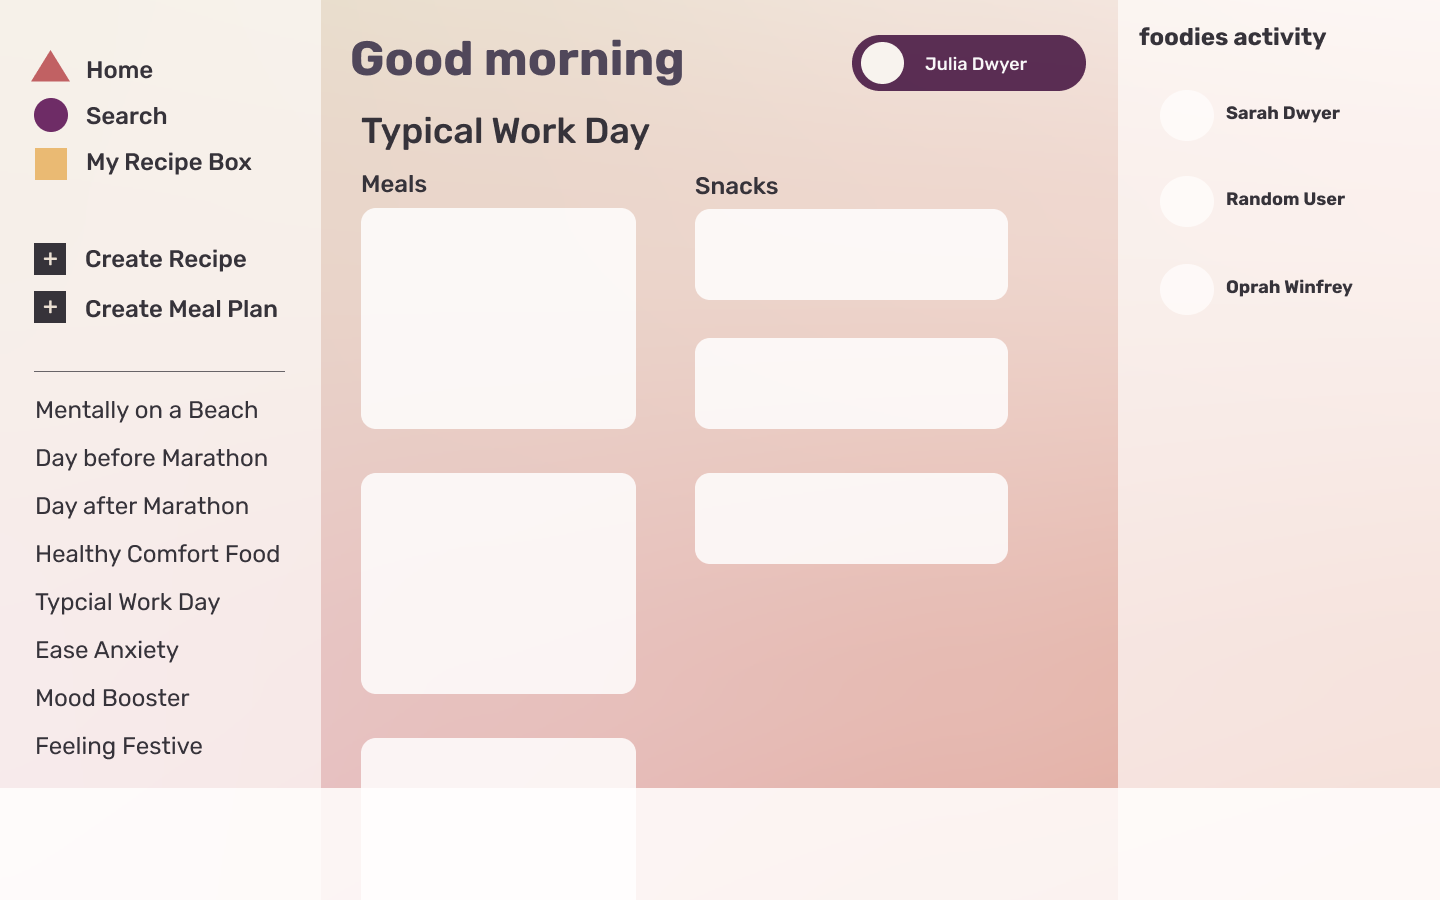 Home
Search
My Recipe Box
+ Create Recipe
+ Create Meal Plan
Mentally on a Beach
Day before Marathon
Day after Marathon
Healthy Comfort Food
Typcial Work Day
Ease Anxiety
Mood Booster
Feeling Festive
Good morning
Julia Dwyer
Typical Work Day
Meals
Snacks
foodies activity
Sarah Dwyer
Random User
Oprah Winfrey